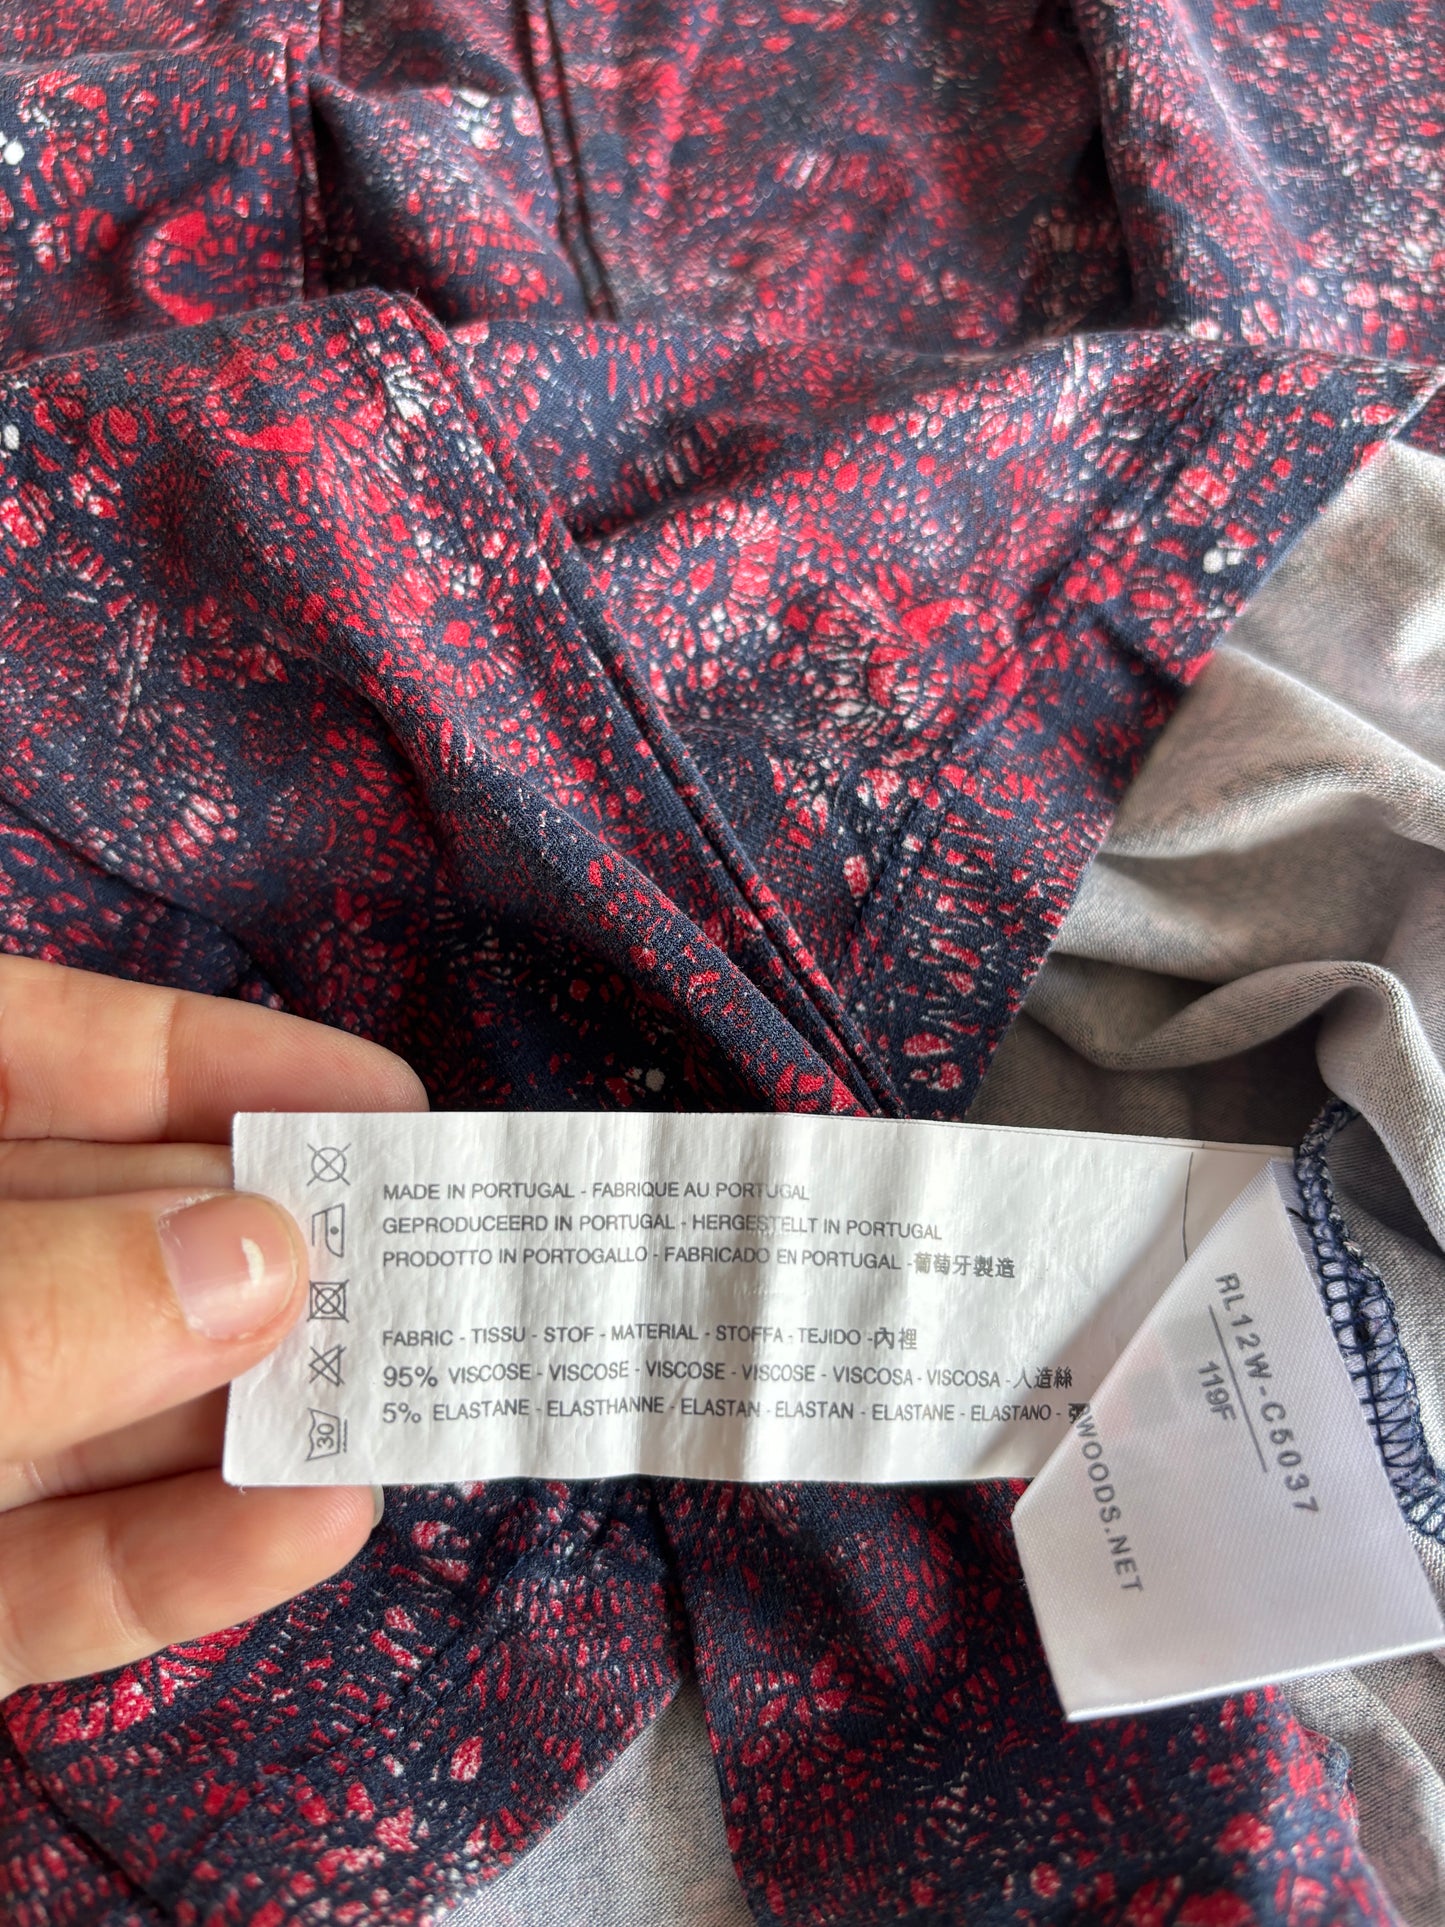 MADE IN PORTUGAL - FABRIQUE AU PORTUGAL
GEPRODUCEERD IN PORTUGAL - HERGESTELLT IN PORTUGAL
PRODOTTO IN PORTOGALLO - FABRICADO EN PORTUGAL -葡萄牙製造
FABRIC - TISSU - STOF - MATERIAL - STOFFA - TEJIDO -內裡
95% VISCOSE - VISCOSE - VISCOSE - VISCOSE - VISCOSA - VISCOSA -人造絲
5% ELASTANE - ELASTHANNE - ELASTAN - ELASTAN - ELASTANE - ELASTANO -
30
RL12W-C5037
119F
WOODS.NET